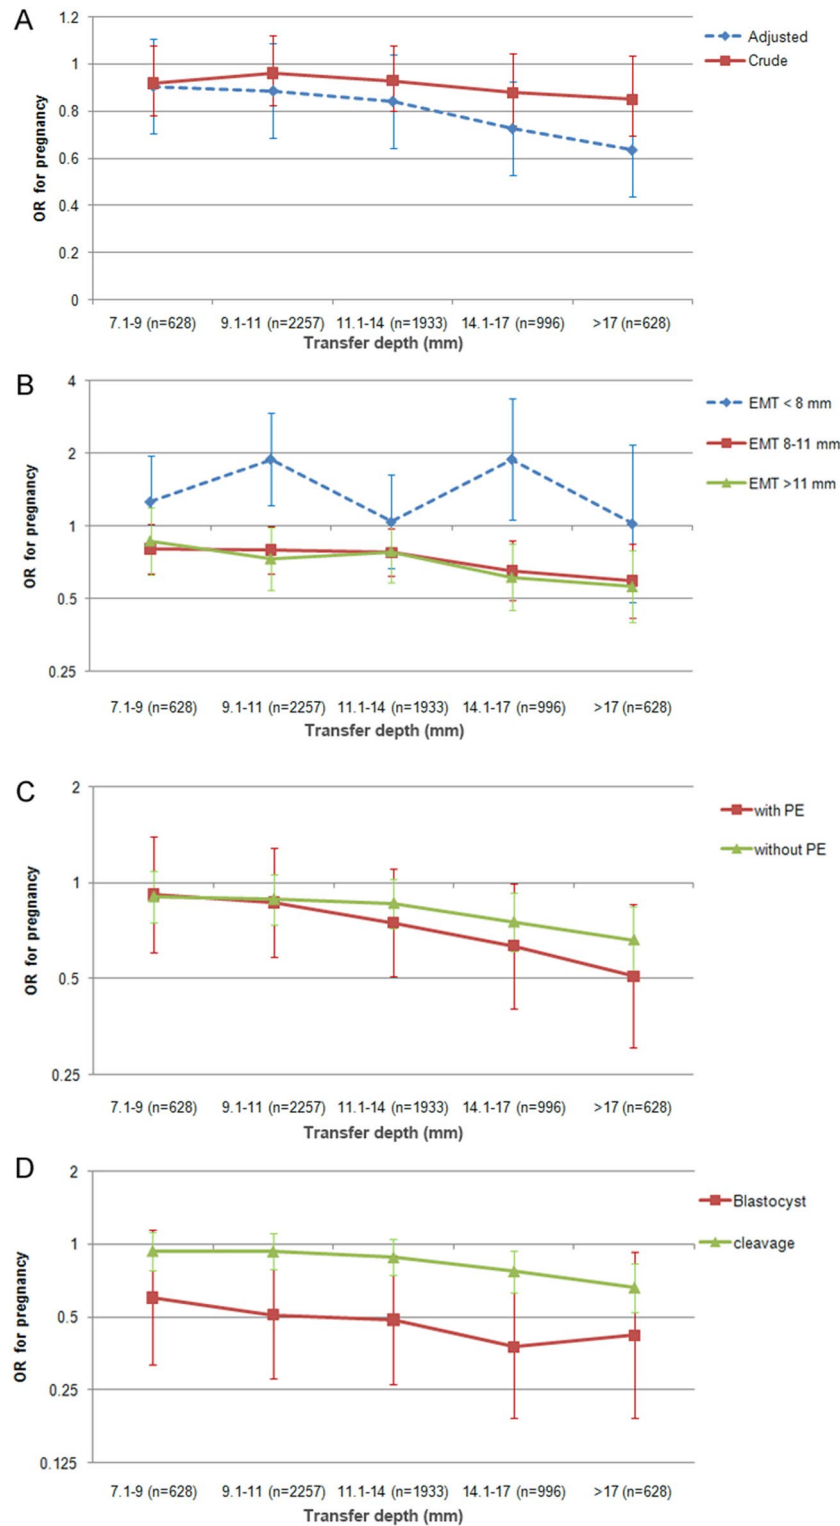 A
1.2
1
0.8
0.6
0.4
0.2
0
OR for pregnancy
Adjusted
Crude
7.1-9 (n=628) 9.1-11 (n=2257) 11.1-14 (n=1933) 14.1-17 (n=996) >17 (n=628)
Transfer depth (mm)
B
4
2
1
0.5
0.25
OR for pregnancy
EMT < 8 mm
EMT 8-11 mm
EMT >11 mm
7.1-9 (n=628) 9.1-11 (n=2257) 11.1-14 (n=1933) 14.1-17 (n=996) >17 (n=628)
Transfer depth (mm)
C
2
1
0.5
0.25
OR for pregnancy
with PE
without PE
7.1-9 (n=628) 9.1-11 (n=2257) 11.1-14 (n=1933) 14.1-17 (n=996) >17 (n=628)
Transfer depth (mm)
D
2
1
0.5
0.25
0.125
OR for pregnancy
Blastocyst
cleavage
7.1-9 (n=628) 9.1-11 (n=2257) 11.1-14 (n=1933) 14.1-17 (n=996) >17 (n=628)
Transfer depth (mm)